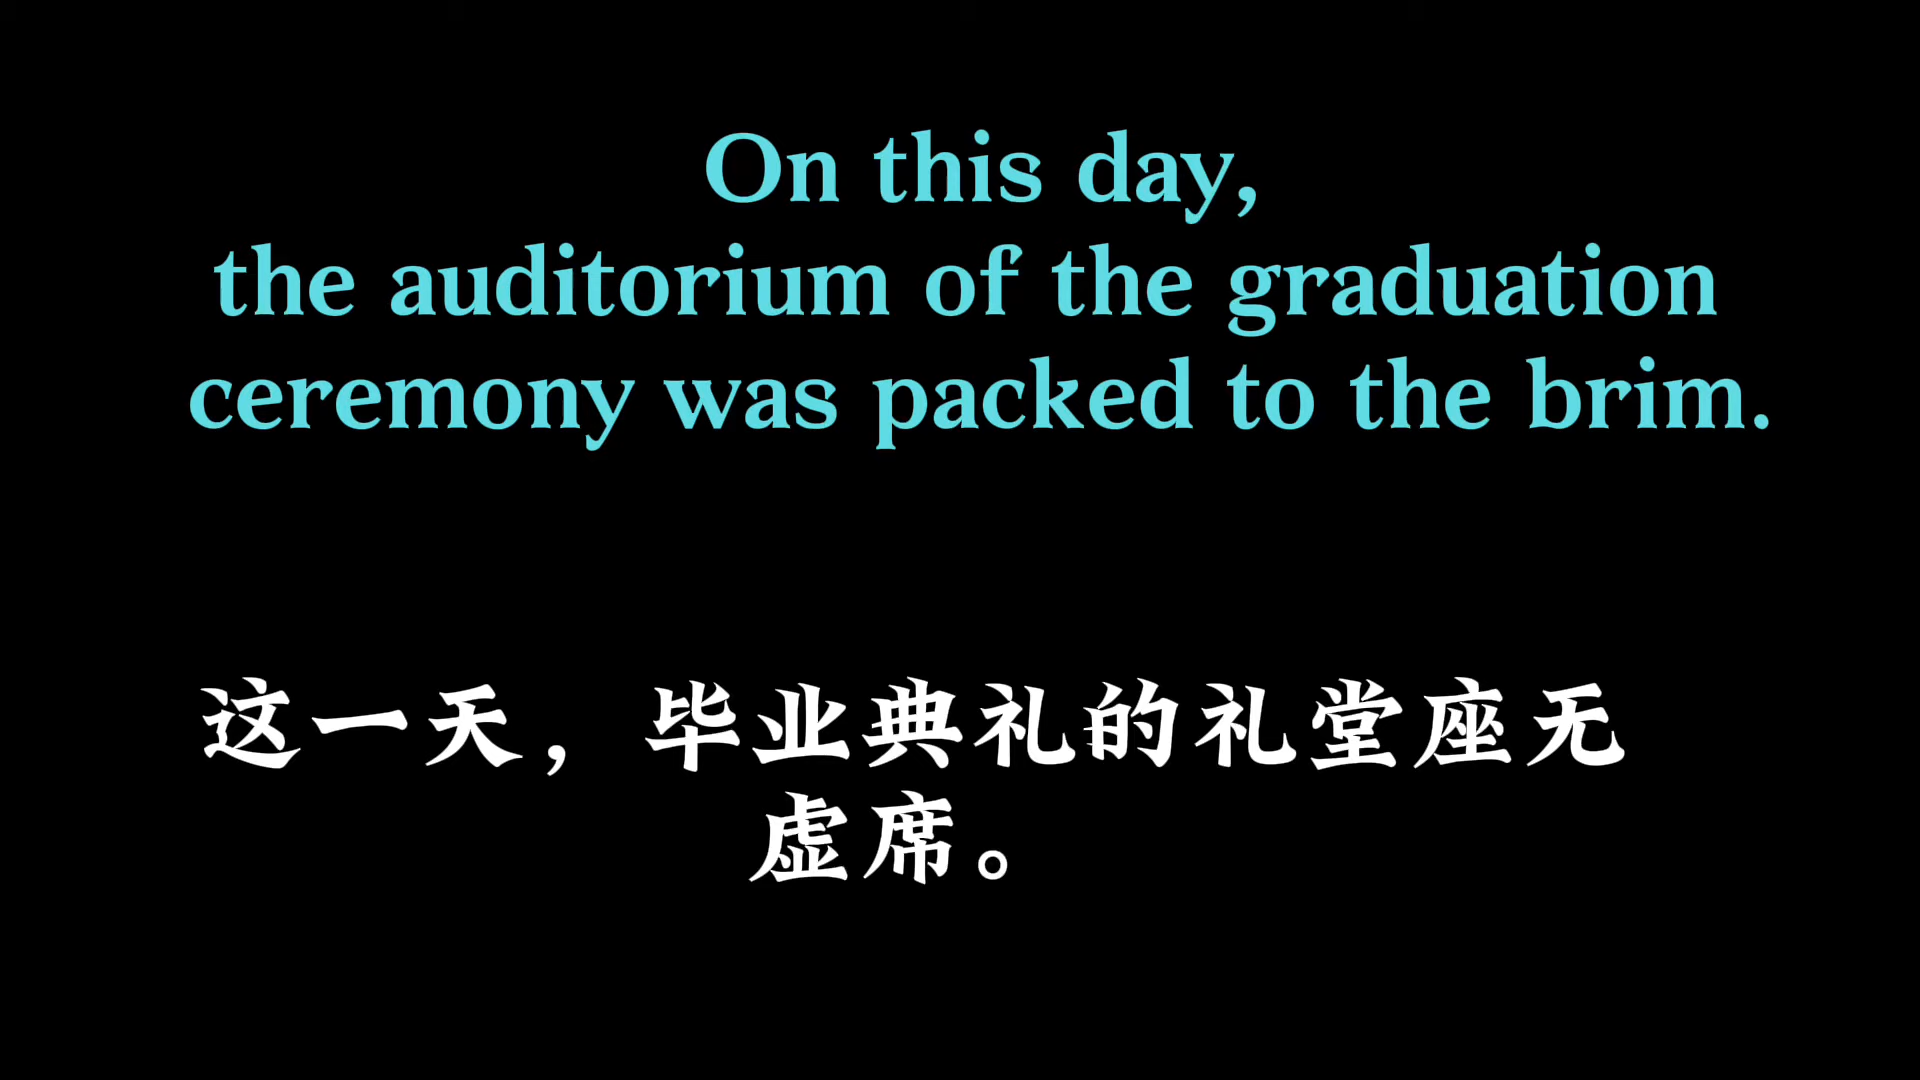 On this day,
the auditorium of the graduation
ceremony was packed to the brim.
这一天，毕业典礼的礼堂座无
虚席。